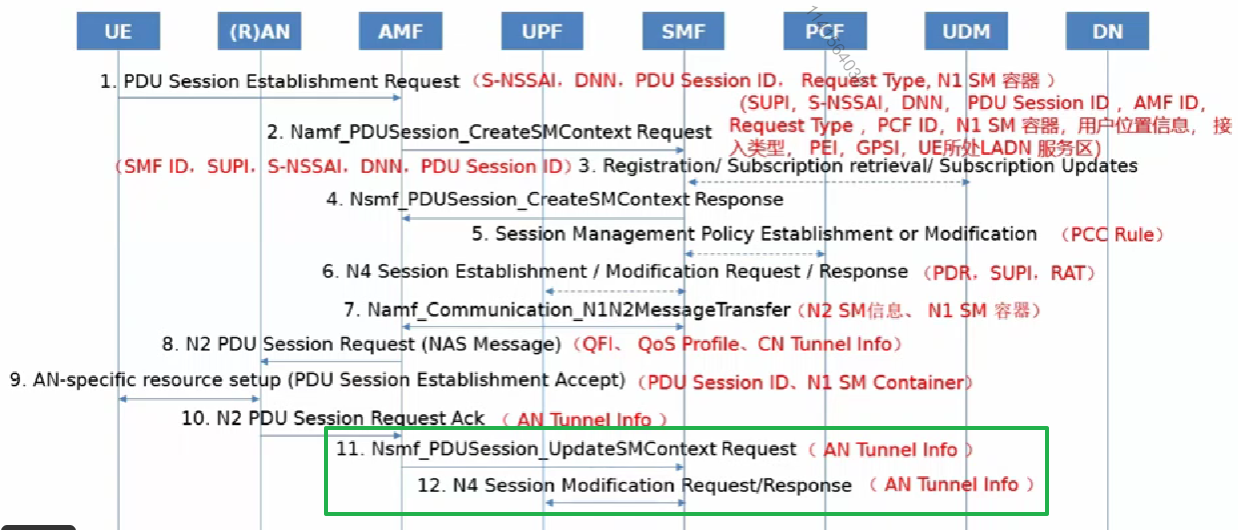 UE (R)AN AMF UPF SMF PCF UDM DN
1. PDU Session Establishment Request（S-NSSAI，DNN，PDU Session ID， Request Type, N1 SM 容器 ）
（SUPI，S-NSSAI，DNN， PDU Session ID ，AMF ID，
2. Namf_PDUSession_CreateSMContext Request Request Type ，PCF ID，N1 SM 容器，用户位置信息， 接
入类型， PEI，GPSI，UE所处LADN 服务区)
（SMF ID，SUPI，S-NSSAI，DNN，PDU Session ID）3. Registration/ Subscription retrieval/ Subscription Updates
4. Nsmf_PDUSession_CreateSMContext Response
5. Session Management Policy Establishment or Modification （PCC Rule）
6. N4 Session Establishment / Modification Request / Response （PDR，SUPI，RAT）
7. Namf_Communication_N1N2MessageTransfer（N2 SM信息、 N1 SM 容器）
8. N2 PDU Session Request (NAS Message)（QFI、 QoS Profile、CN Tunnel Info）
9. AN-specific resource setup (PDU Session Establishment Accept)（PDU Session ID、N1 SM Container）
10. N2 PDU Session Request Ack （ AN Tunnel Info ）
11. Nsmf_PDUSession_UpdateSMContext Request（ AN Tunnel Info ）
12. N4 Session Modification Request/Response （ AN Tunnel Info ）